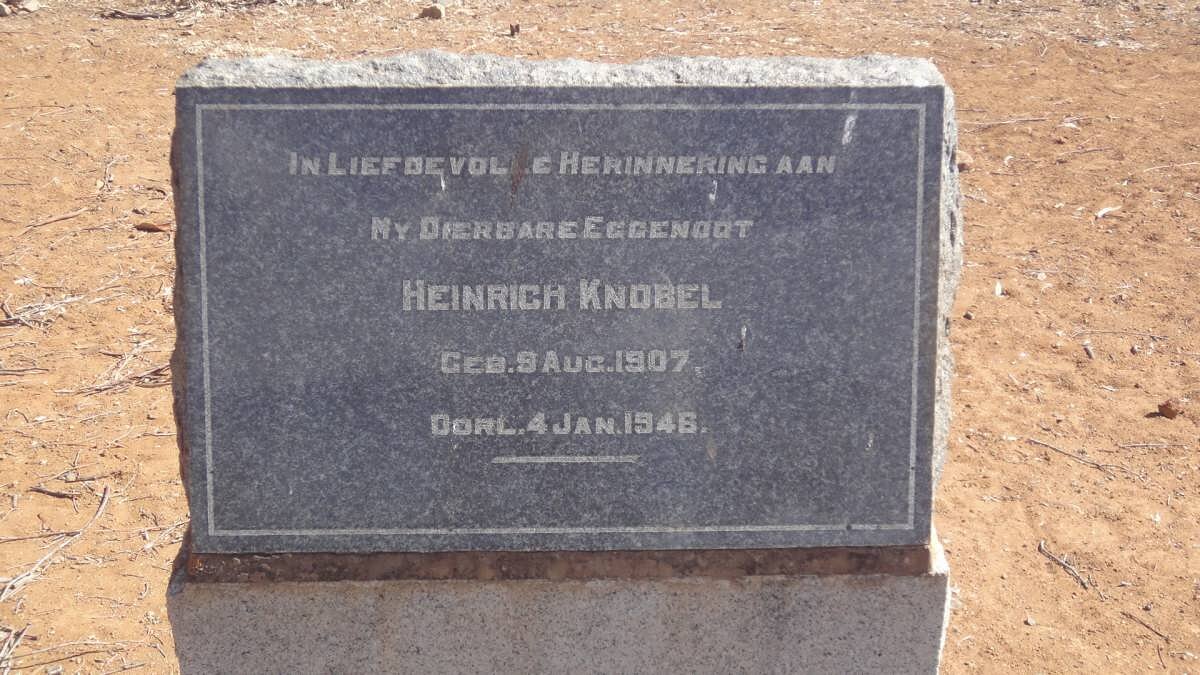 IN LIEFDEVOLLE HERINNERING AAN
MY DIERBARE EGGENOOT
HEINRICH KNOBEL
GEB. 9 AUG. 1907.
OORL. 4 JAN. 1946.